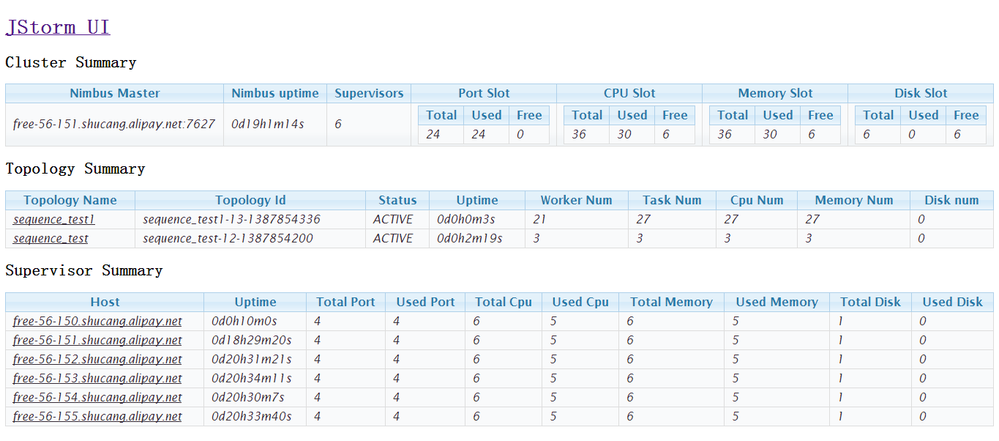 JStorm UI
Cluster Summary
Nimbus Master Nimbus uptime Supervisors Port Slot CPU Slot Memory Slot Disk Slot
Total Used Free Total Used Free Total Used Free Total Used Free
free-56-151.shucang.alipay.net:7627 0d19h1m14s 6 24 24 0 36 30 6 36 30 6 6 0 6
Topology Summary
Topology Name Topology Id Status Uptime Worker Num Task Num Cpu Num Memory Num Disk num
sequence_test1 sequence_test1-13-1387854336 ACTIVE 0d0h0m3s 21 27 27 27 0
sequence_test sequence_test-12-1387854200 ACTIVE 0d0h2m19s 3 3 3 3 0
Supervisor Summary
Host Uptime Total Port Used Port Total Cpu Used Cpu Total Memory Used Memory Total Disk Used Disk
free-56-150.shucang.alipay.net 0d0h10m0s 4 4 6 5 6 5 1 0
free-56-151.shucang.alipay.net 0d18h29m20s 4 4 6 5 6 5 1 0
free-56-152.shucang.alipay.net 0d20h31m21s 4 4 6 5 6 5 1 0
free-56-153.shucang.alipay.net 0d20h34m11s 4 4 6 5 6 5 1 0
free-56-154.shucang.alipay.net 0d20h30m7s 4 4 6 5 6 5 1 0
free-56-155.shucang.alipay.net 0d20h33m40s 4 4 6 5 6 5 1 0